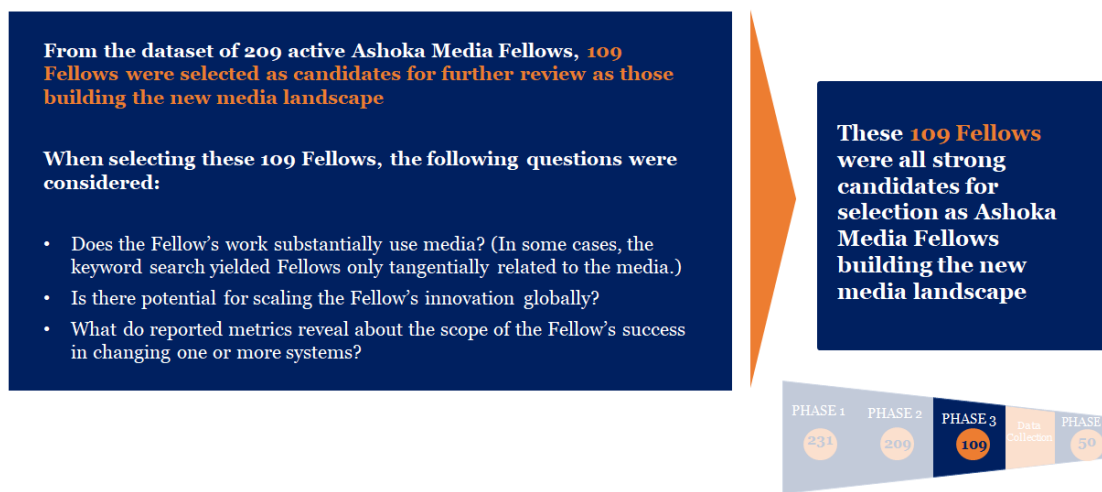 From the dataset of 209 active Ashoka Media Fellows, 109
Fellows were selected as candidates for further review as those
building the new media landscape
When selecting these 109 Fellows, the following questions were
considered:
• Does the Fellow's work substantially use media? (In some cases, the
keyword search yielded Fellows only tangentially related to the media.)
• Is there potential for scaling the Fellow's innovation globally?
• What do reported metrics reveal about the scope of the Fellow's success
in changing one or more systems?
These 109 Fellows
were all strong
candidates for
selection as Ashoka
Media Fellows
building the new
media landscape
PHASE 1
231
PHASE 2
209
PHASE 3
109
Data
Collection
PHASE
50